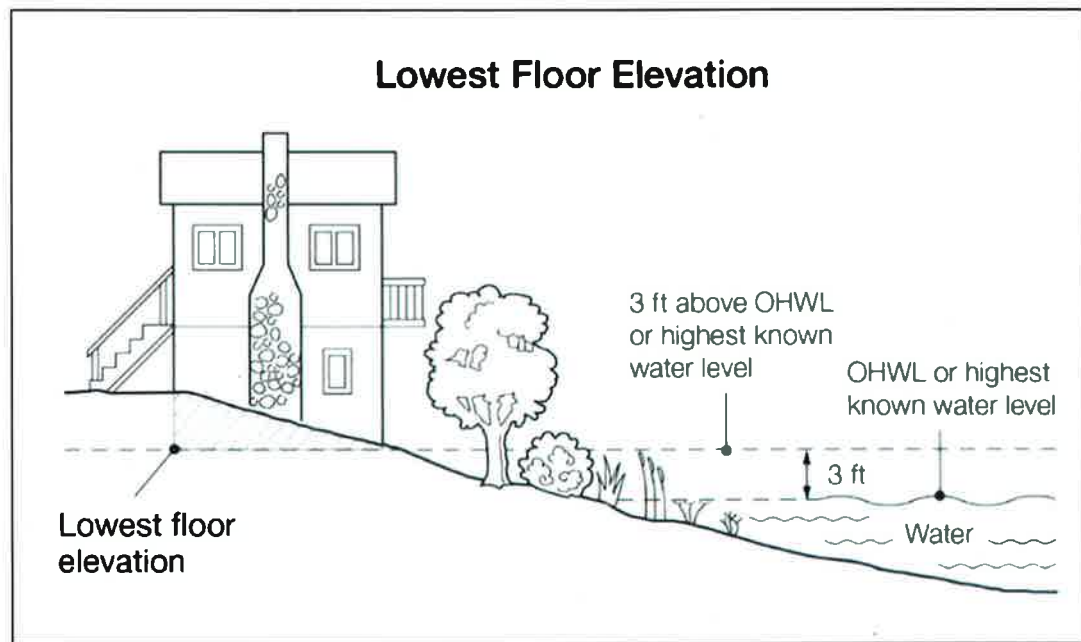 Lowest Floor Elevation
3 ft above OHWL
or highest known
water level
OHWL or highest
known water level
3 ft
Water
Lowest floor
elevation